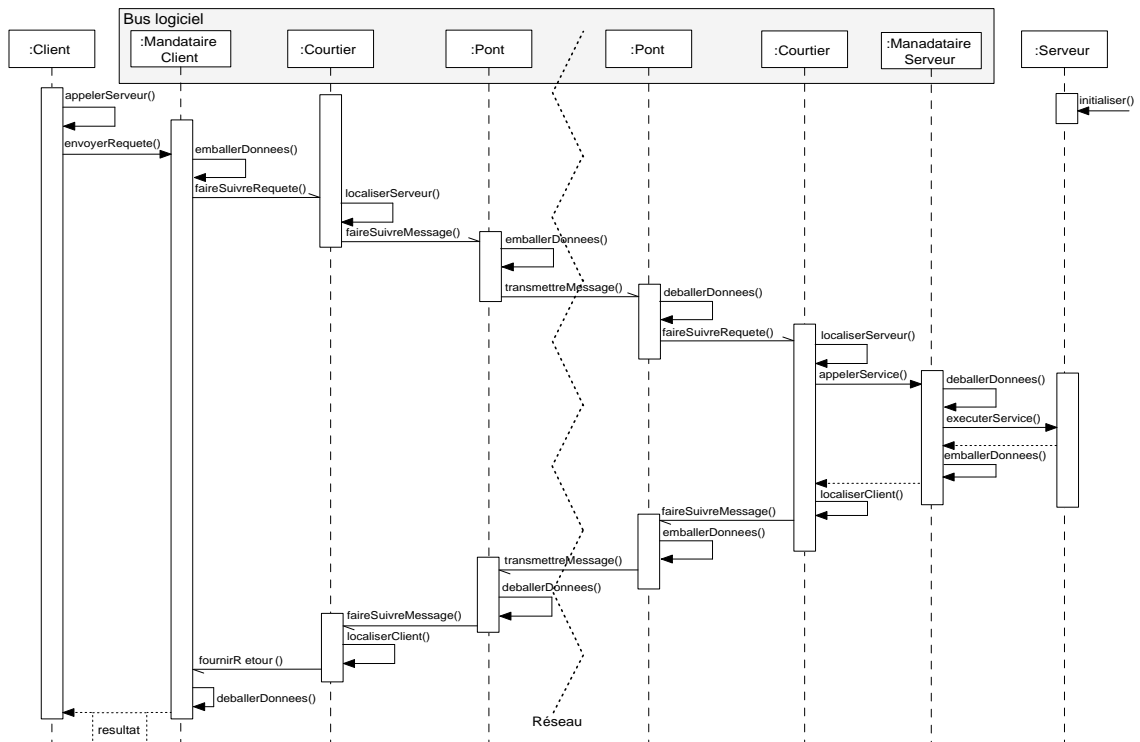 Bus logiciel
:Client
:Mandataire
Client
:Courtier
:Pont
:Pont
:Courtier
:Manadataire
Serveur
:Serveur
appelerServeur()
initialiser()
envoyerRequete()
emballerDonnees()
faireSuivreRequete()
localiserServeur()
faireSuivreMessage()
emballerDonnees()
transmettreMessage()
deballerDonnees()
faireSuivreRequete()
localiserServeur()
appelerService()
deballerDonnees()
executerService()
emballerDonnees()
localiserClient()
faireSuivreMessage()
emballerDonnees()
transmettreMessage()
deballerDonnees()
faireSuivreMessage()
localiserClient()
fournirR etour ()
deballerDonnees()
resultat
Réseau